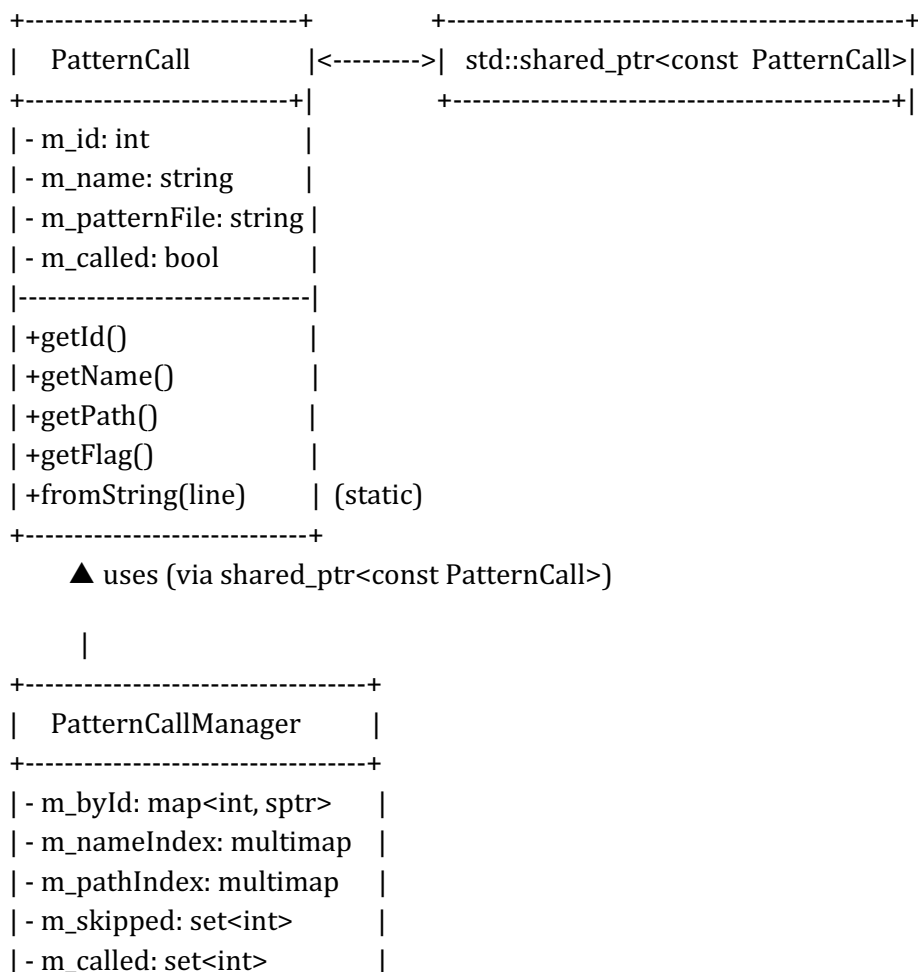 +----------------------------+ +-----------------------------------------------+
| PatternCall |<--------->| std::shared_ptr<const PatternCall>|
+---------------------------+| +---------------------------------------------+|
| - m_id: int |
| - m_name: string |
| - m_patternFile: string |
| - m_called: bool |
|------------------------------|
| +getId() |
| +getName() |
| +getPath() |
| +getFlag() |
| +fromString(line) | (static)
+-----------------------------+
▲ uses (via shared_ptr<const PatternCall>)
|
+-----------------------------------+
| PatternCallManager |
+-----------------------------------+
| - m_byId: map<int, sptr> |
| - m_nameIndex: multimap |
| - m_pathIndex: multimap |
| - m_skipped: set<int> |
| - m_called: set<int> |